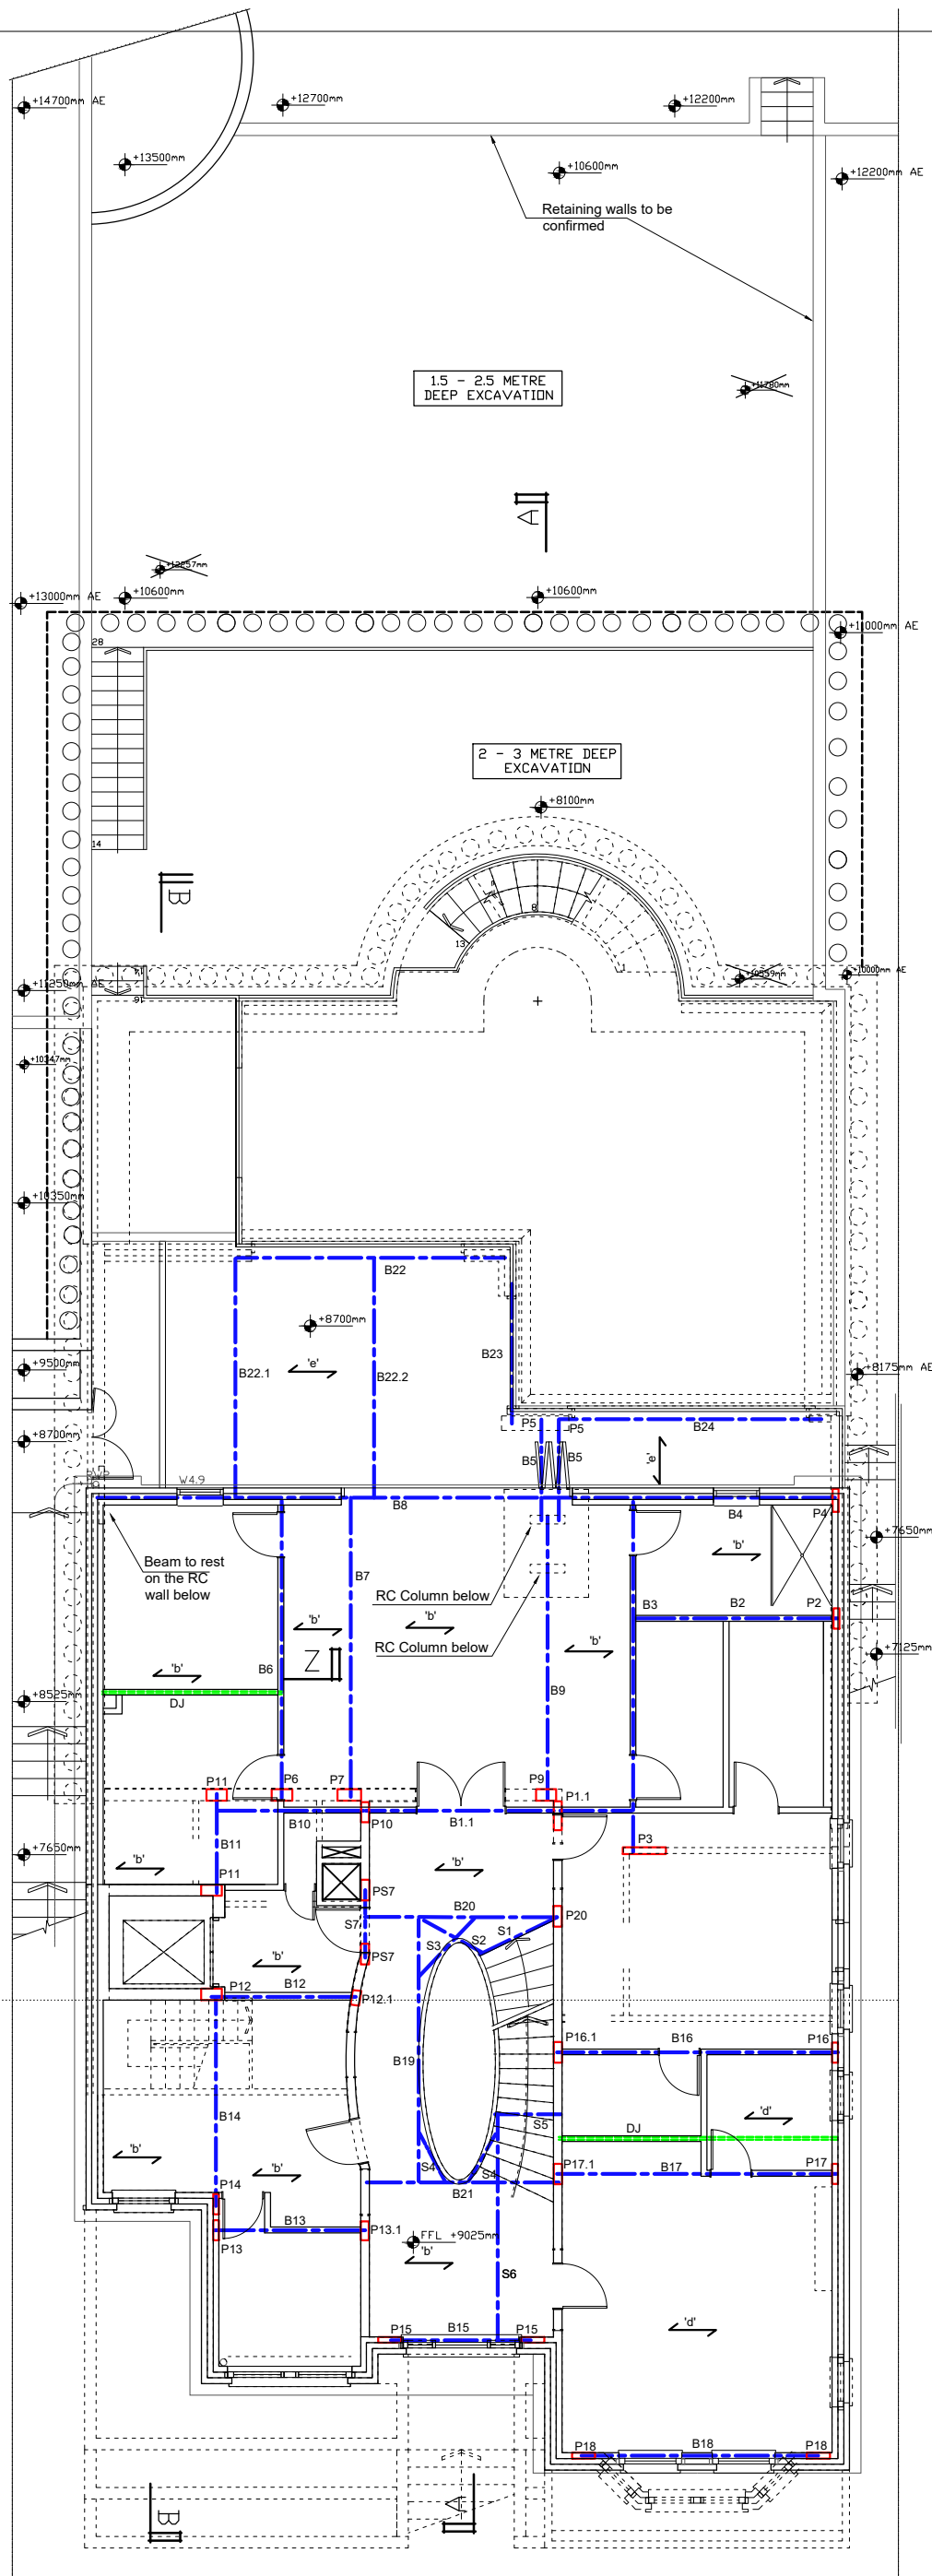 +14700mm AE
+12700mm
+12200mm
+13500mm
+10600mm
+12200mm AE
Retaining walls to be
confirmed
1.5 - 2.5 METRE
DEEP EXCAVATION
+11780mm
A
+12257mm
+13000mm AE
+10600mm
+10600mm
+11000mm AE
28
2 - 3 METRE DEEP
EXCAVATION
+8100mm
14
B
8
13
14
16
+11250mm AE
+10559mm
+10000mm AE
+10347mm
+10350mm
B22
+8700mm
'e'
B22.1
B22.2
B23
+9500mm
+8175mm AE
P5
P5
B24
+8700mm
B5
B5
'e'
W4.9
B8
B4
P4
Beam to rest
on the RC
wall below
B7
RC Column below
RC Column below
'b'
'b'
'b'
'b'
+7650mm
B3
B2
P2
'b'
B6
Z
+7125mm
+8525mm
DJ
B9
P11
P6
P7
P9
P1.1
B10
P10
B1.1
B11
P3
+7650mm
'b'
P11
'b'
PS7
B20
P20
S7
S1
S2
S3
PS7
'b'
P12
B12
P12.1
P16.1
B16
P16
B19
B14
'd'
S5
DJ
'b'
'b'
S4
S4
P17.1
B17
P17
B21
P14
B13
P13.1
P13
FFL +9025mm
'b'
S6
'd'
P15
B15
P15
P18
B18
P18
B
A